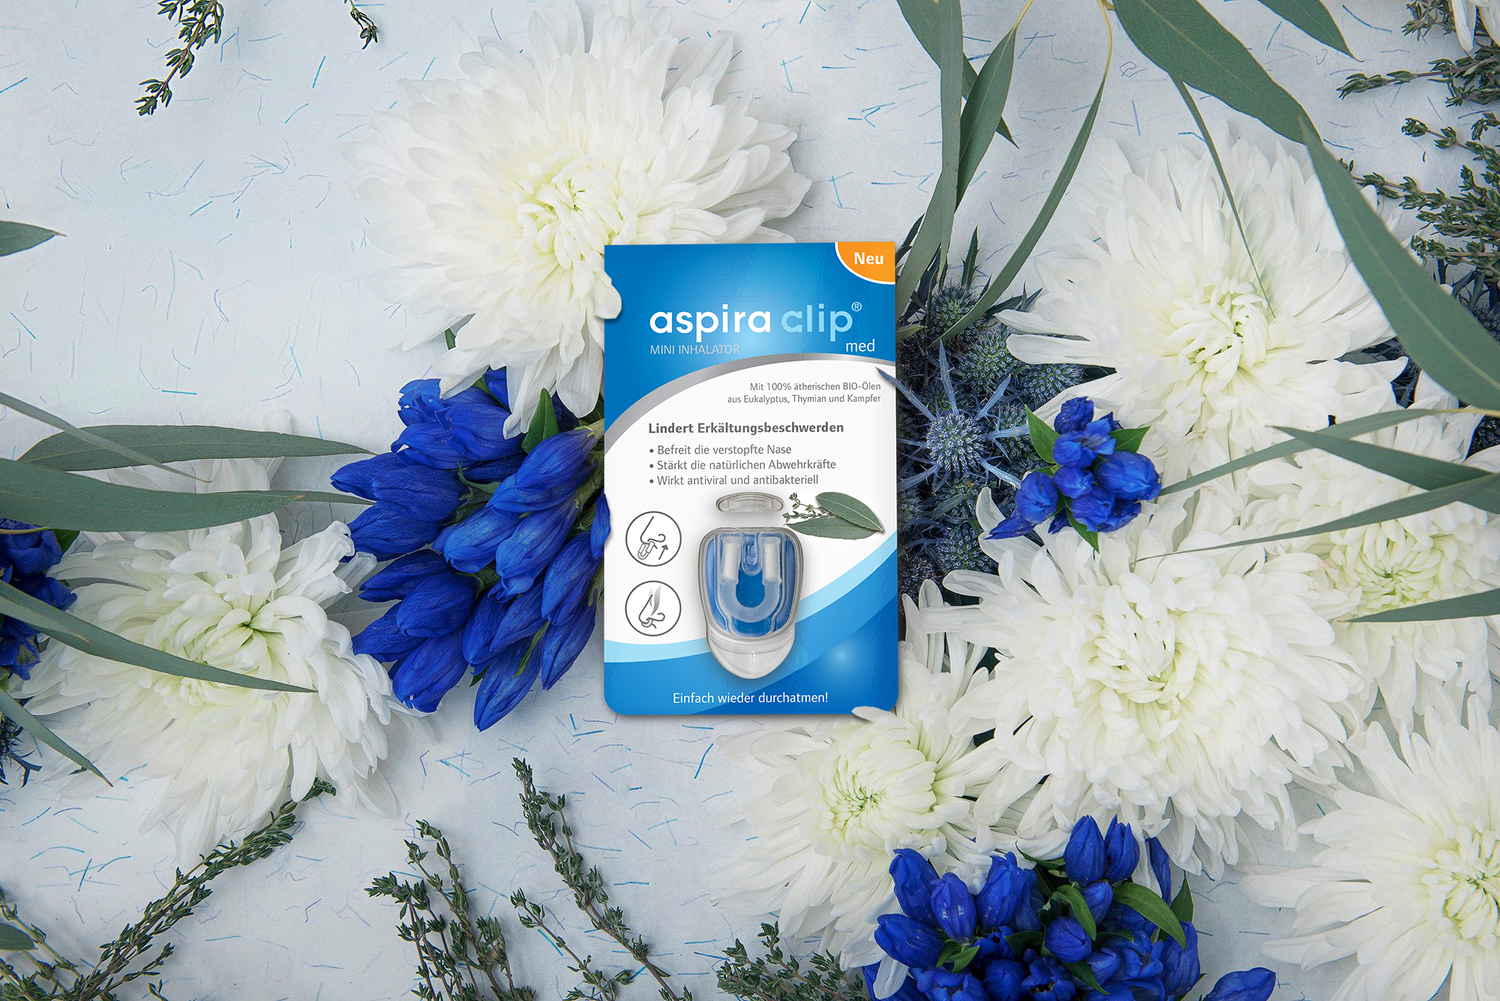 Neu
aspira clip®
MINI INHALATOR
med
Mit 100% ätherischen BIO-Ölen
aus Eukalyptus, Thymian und Kampfer
Lindert Erkältungsbeschwerden
• Befreit die verstopfte Nase
• Stärkt die natürlichen Abwehrkräfte
• Wirkt antiviral und antibakteriell
Einfach wieder durchatmen!